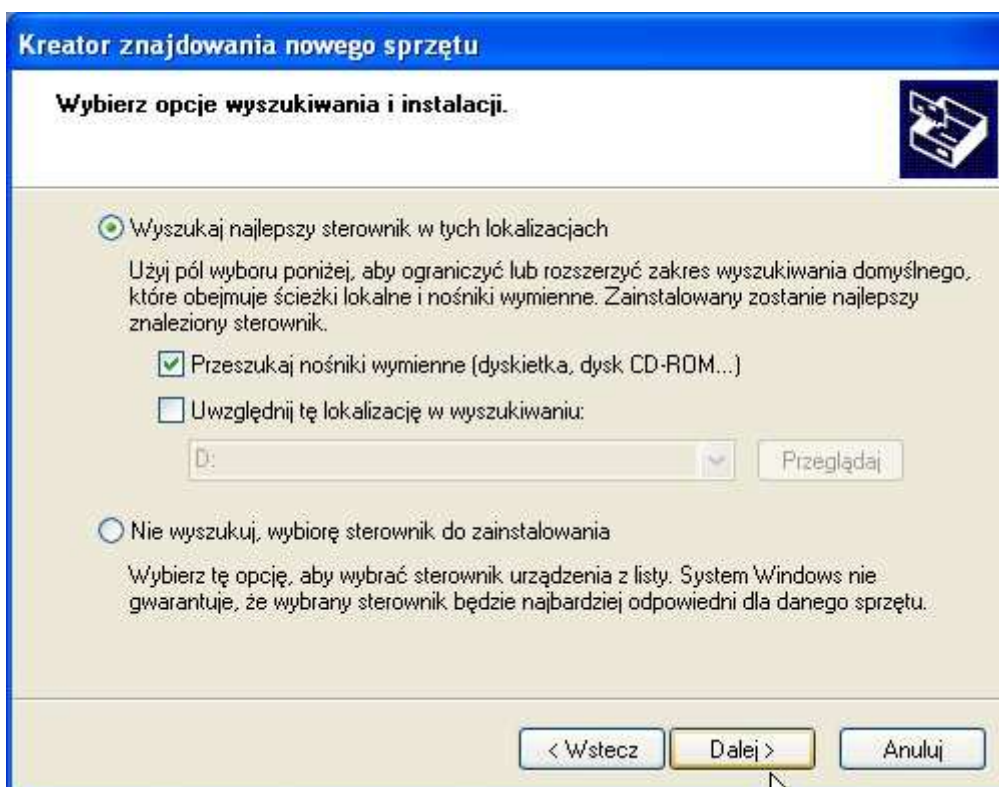 Kreator znajdowania nowego sprzętu
Wybierz opcje wyszukiwania i instalacji.
Wyszukaj najlepszy sterownik w tych lokalizacjach
Użyj pól wyboru poniżej, aby ograniczyć lub rozszerzyć zakres wyszukiwania domyślnego,
które obejmuje ścieżki lokalne i nośniki wymienne. Zainstalowany zostanie najlepszy
znaleziony sterownik.
Przeszukaj nośniki wymienne (dyskietka, dysk CD-ROM...)
Uwzględnij tę lokalizację w wyszukiwaniu:
D: Przeglądaj
Nie wyszukuj, wybiorę sterownik do zainstalowania
Wybierz tę opcję, aby wybrać sterownik urządzenia z listy. System Windows nie
gwarantuje, że wybrany sterownik będzie najbardziej odpowiedni dla danego sprzętu.
< Wstecz Dalej > Anuluj